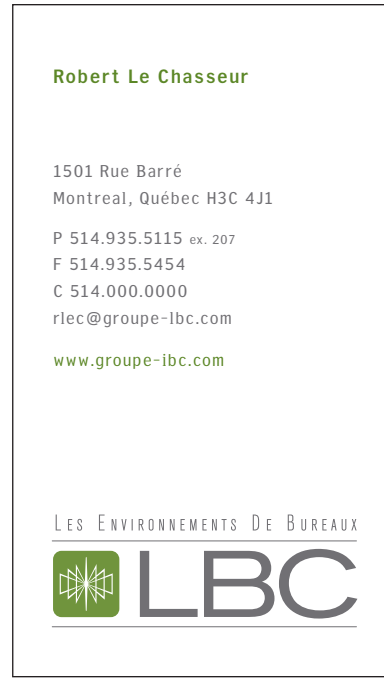 Robert Le Chasseur
1501 Rue Barré
Montreal, Québec H3C 4J1
P 514.935.5115 ex. 207
F 514.935.5454
C 514.000.0000
rlec@groupe-lbc.com
www.groupe-ibc.com
LES ENVIRONNEMENTS DE BUREAUX
LBC